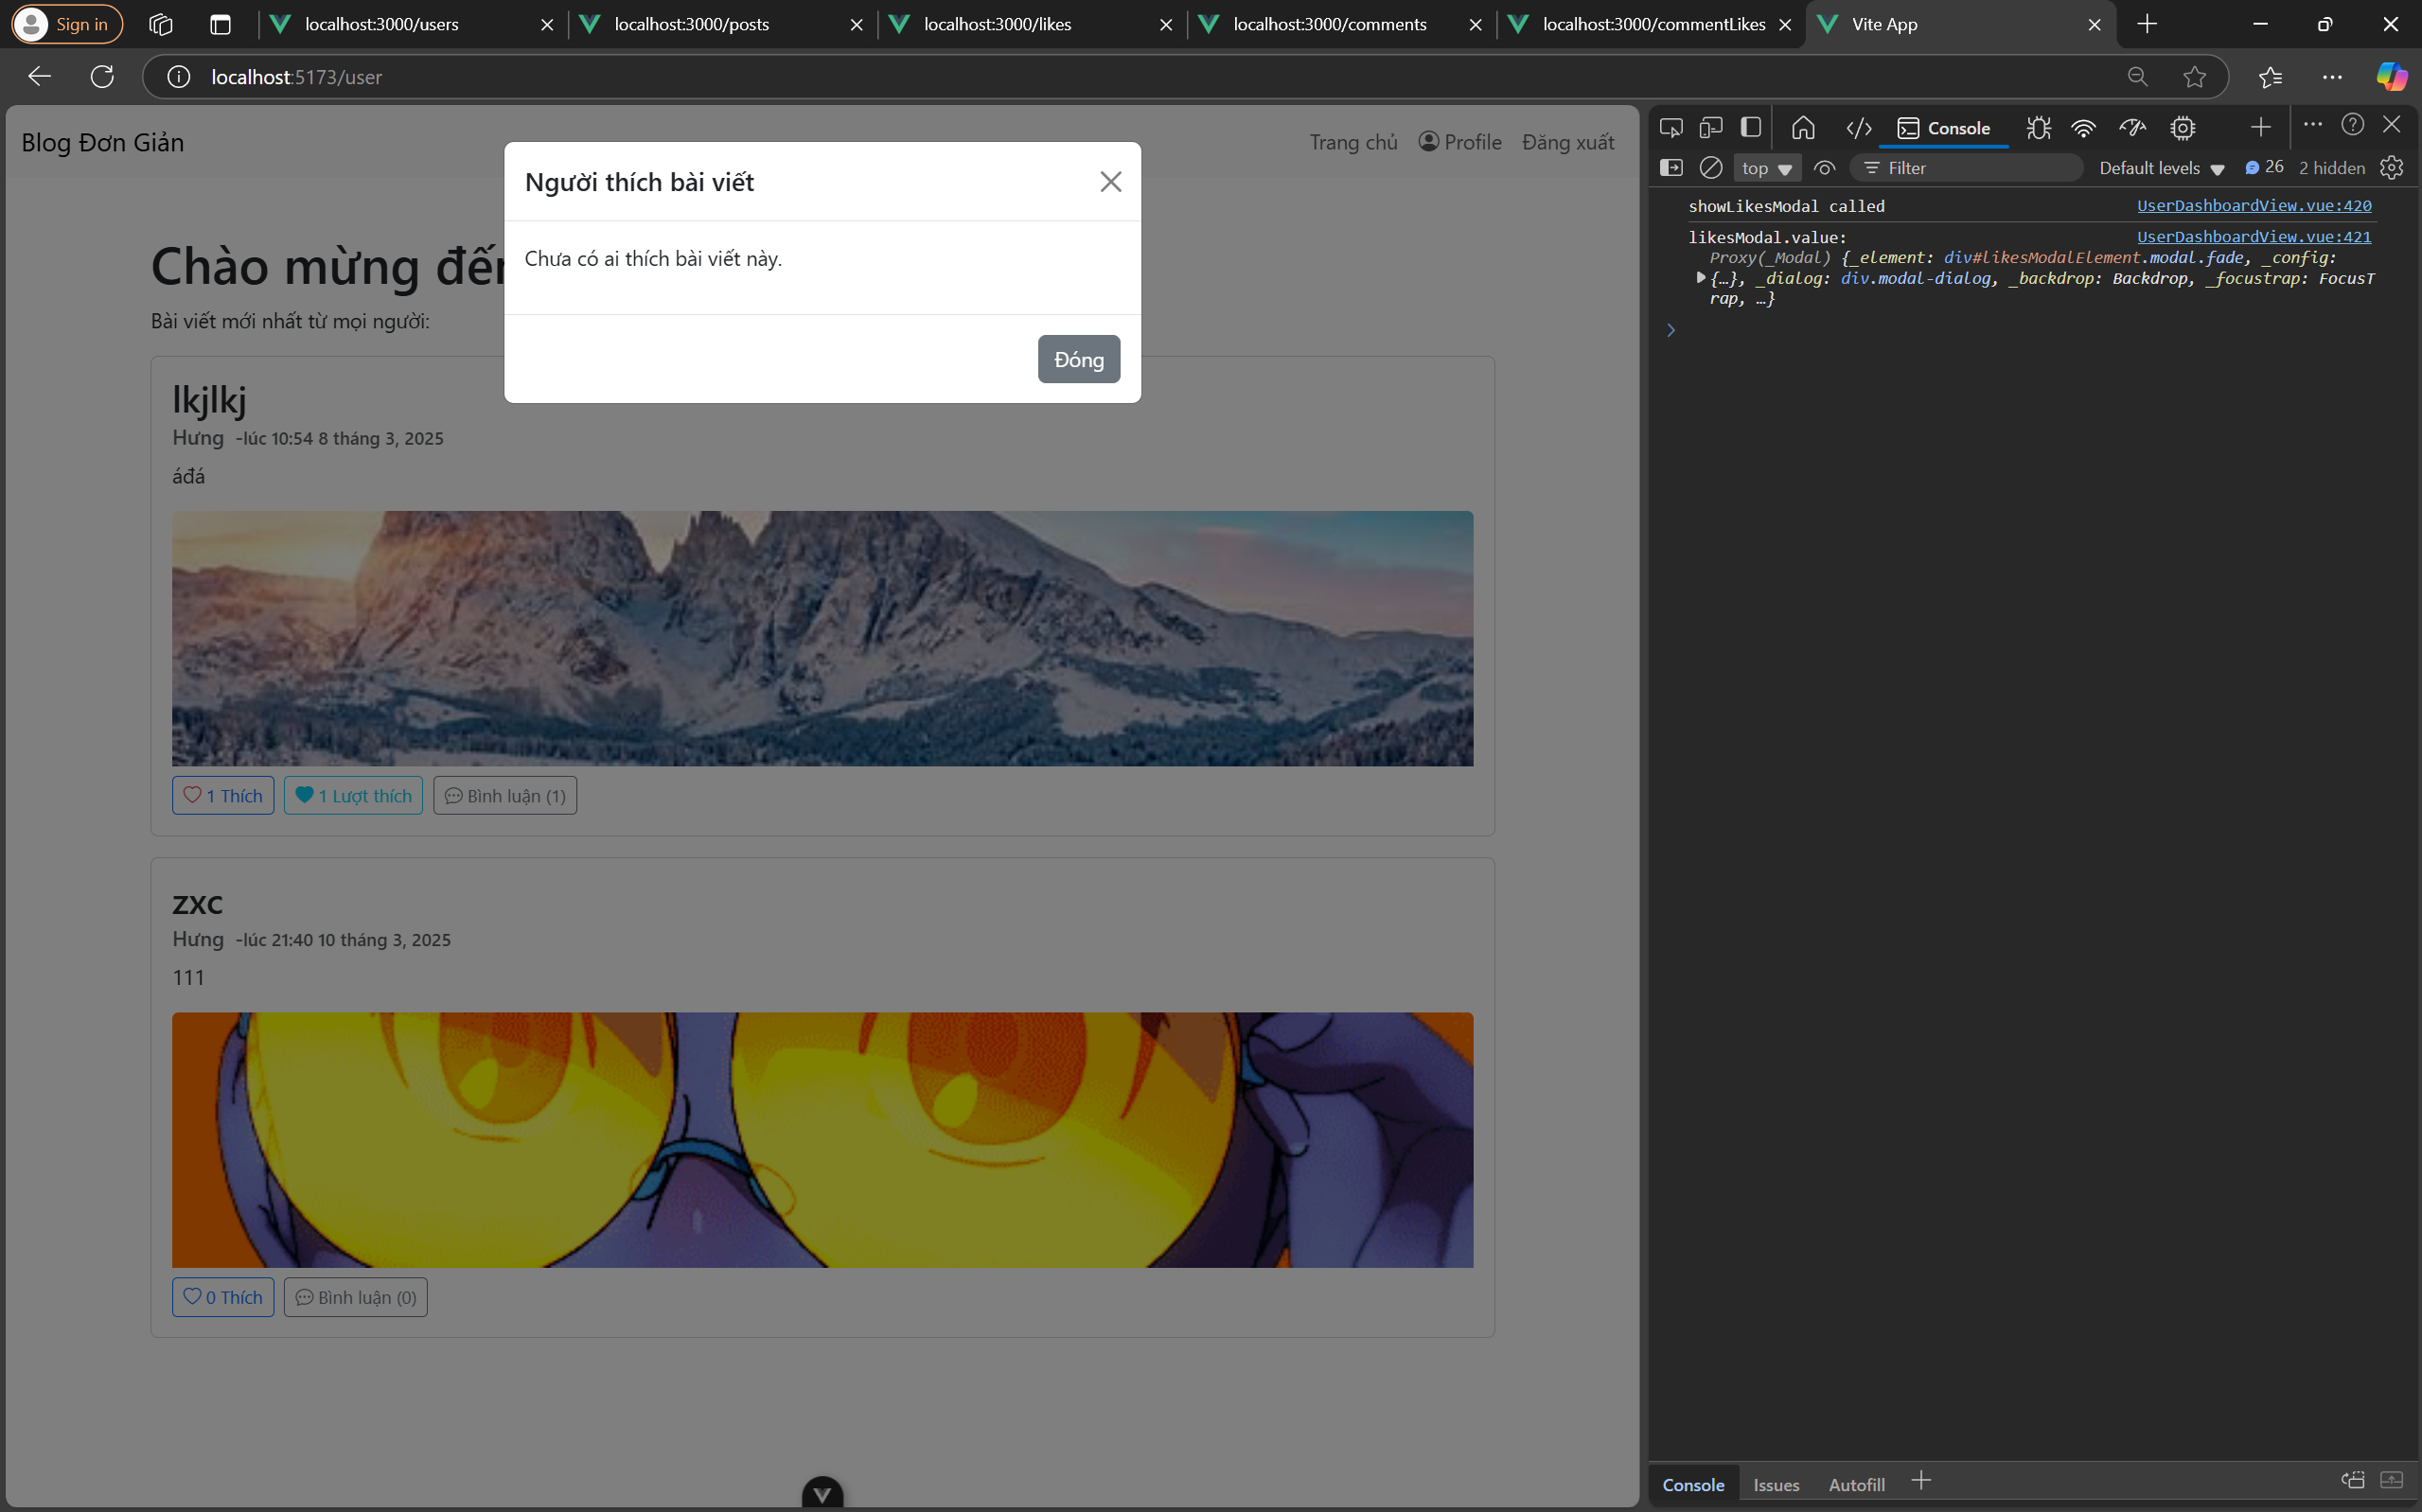 Sign in
localhost:3000/users
localhost:3000/posts
localhost:3000/likes
localhost:3000/comments
localhost:3000/commentLikes
Vite App
localhost:5173/user
Blog Đơn Giản
Trang chủ
Profile
Đăng xuất
Người thích bài viết
Chưa có ai thích bài viết này.
Đóng
Chào mừng đế
Bài viết mới nhất từ mọi người:
lkjlkj
Hưng -lúc 10:54 8 tháng 3, 2025
áđá
1 Thích
1 Lượt thích
Bình luận (1)
zxc
Hưng -lúc 21:40 10 tháng 3, 2025
111
0 Thích
Bình luận (0)
Console
top
Filter
Default levels
26
2 hidden
showLikesModal called
UserDashboardView.vue:420
likesModal.value:
UserDashboardView.vue:421
Proxy(_Modal) {_element: div#likesModalElement.modal.fade, _config:
{…}, _dialog: div.modal-dialog, _backdrop: Backdrop, _focustrap: FocusT
rap, …}
Console
Issues
Autofill